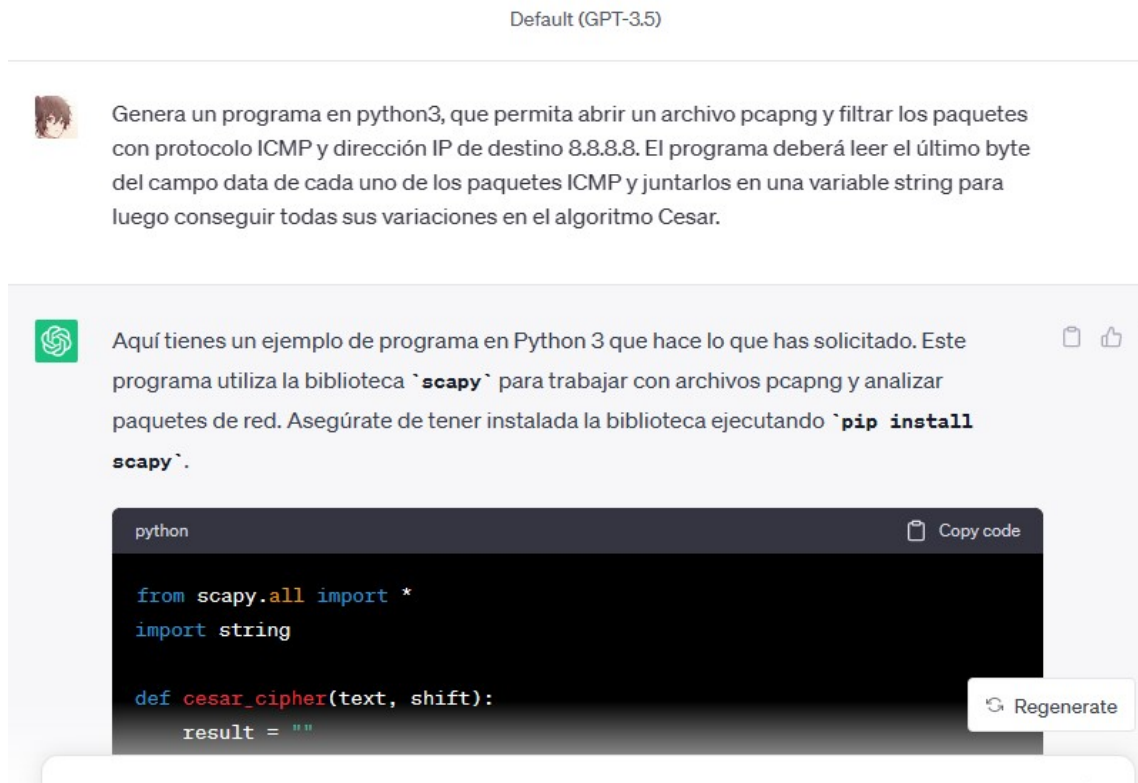 Default (GPT-3.5)
Genera un programa en python3, que permita abrir un archivo pcapng y filtrar los paquetes
con protocolo ICMP y dirección IP de destino 8.8.8.8. El programa deberá leer el último byte
del campo data de cada uno de los paquetes ICMP y juntarlos en una variable string para
luego conseguir todas sus variaciones en el algoritmo Cesar.
Aquí tienes un ejemplo de programa en Python 3 que hace lo que has solicitado. Este
programa utiliza la biblioteca `scapy` para trabajar con archivos pcapng y analizar
paquetes de red. Asegúrate de tener instalada la biblioteca ejecutando `pip install
scapy`.
python Copy code
from scapy.all import *
import string
def cesar_cipher(text, shift):
Regenerate
result = ""